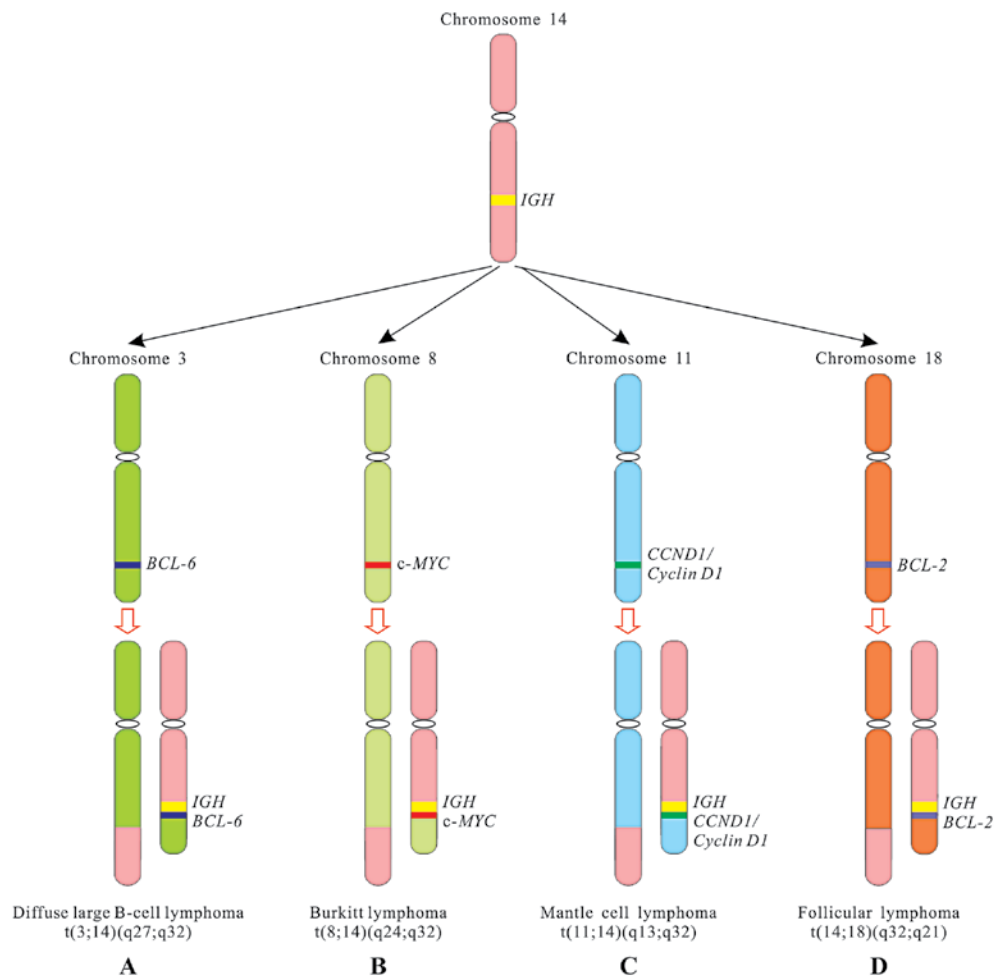 Chromosome 14
IGH
Chromosome 3
Chromosome 8
Chromosome 11
Chromosome 18
BCL-6
c-MYC
CCND1/
Cyclin D1
BCL-2
IGH
BCL-6
IGH
c-MYC
IGH
CCND1/
Cyclin D1
IGH
BCL-2
Diffuse large B-cell lymphoma
t(3;14)(q27;q32)
Burkitt lymphoma
t(8;14)(q24;q32)
Mantle cell lymphoma
t(11;14)(q13;q32)
Follicular lymphoma
t(14;18)(q32;q21)
A
B
C
D